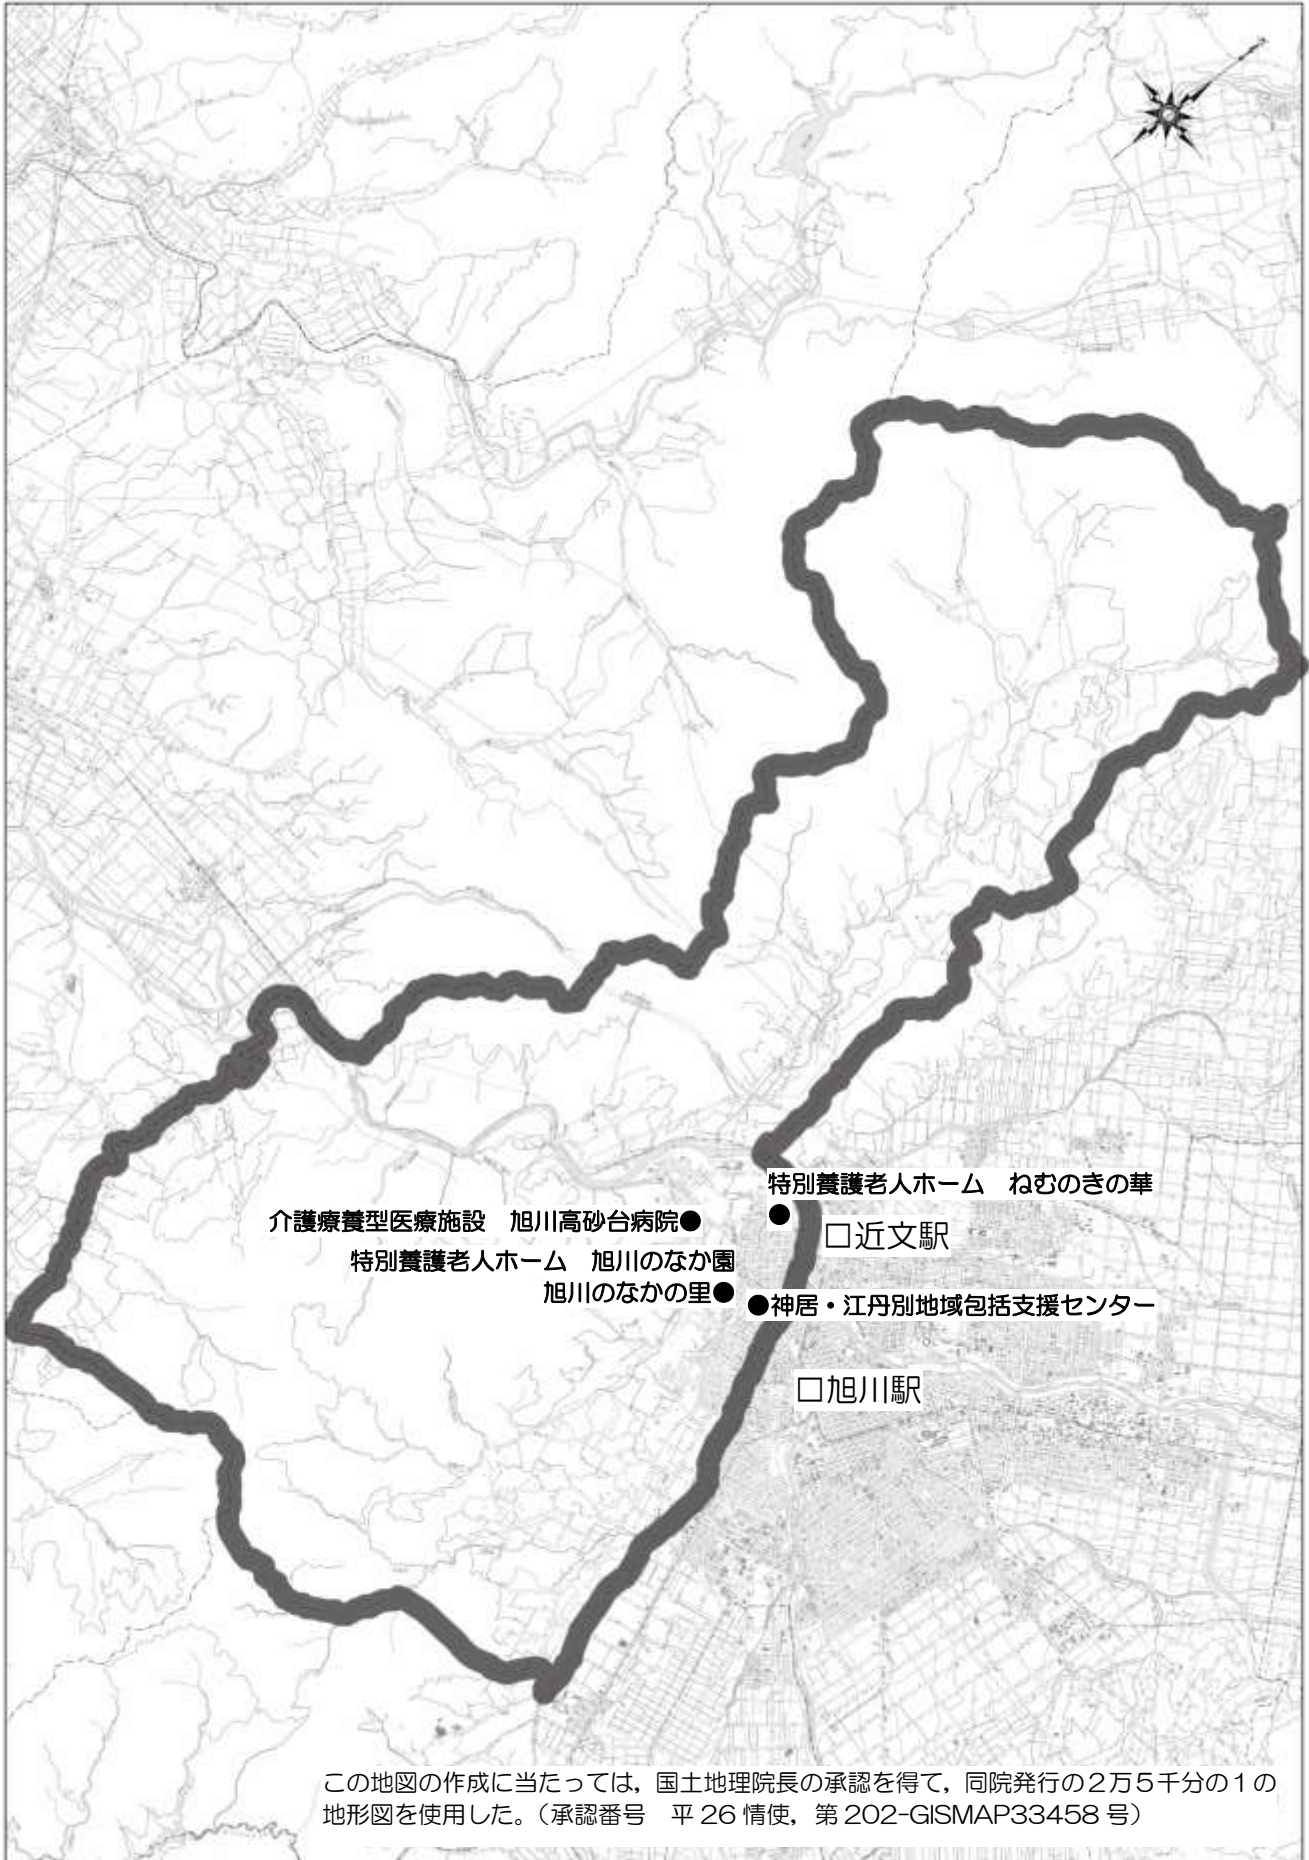 特別養護老人ホーム　ねむのきの華
●
介護療養型医療施設　旭川高砂台病院●
□近文駅
特別養護老人ホーム　旭川のなか園
旭川のなかの里●
●神居・江丹別地域包括支援センター
□旭川駅
この地図の作成に当たっては，国土地理院長の承認を得て，同院発行の２万５千分の１の
地形図を使用した。（承認番号　平 26 情使，第 202-GISMAP33458 号）